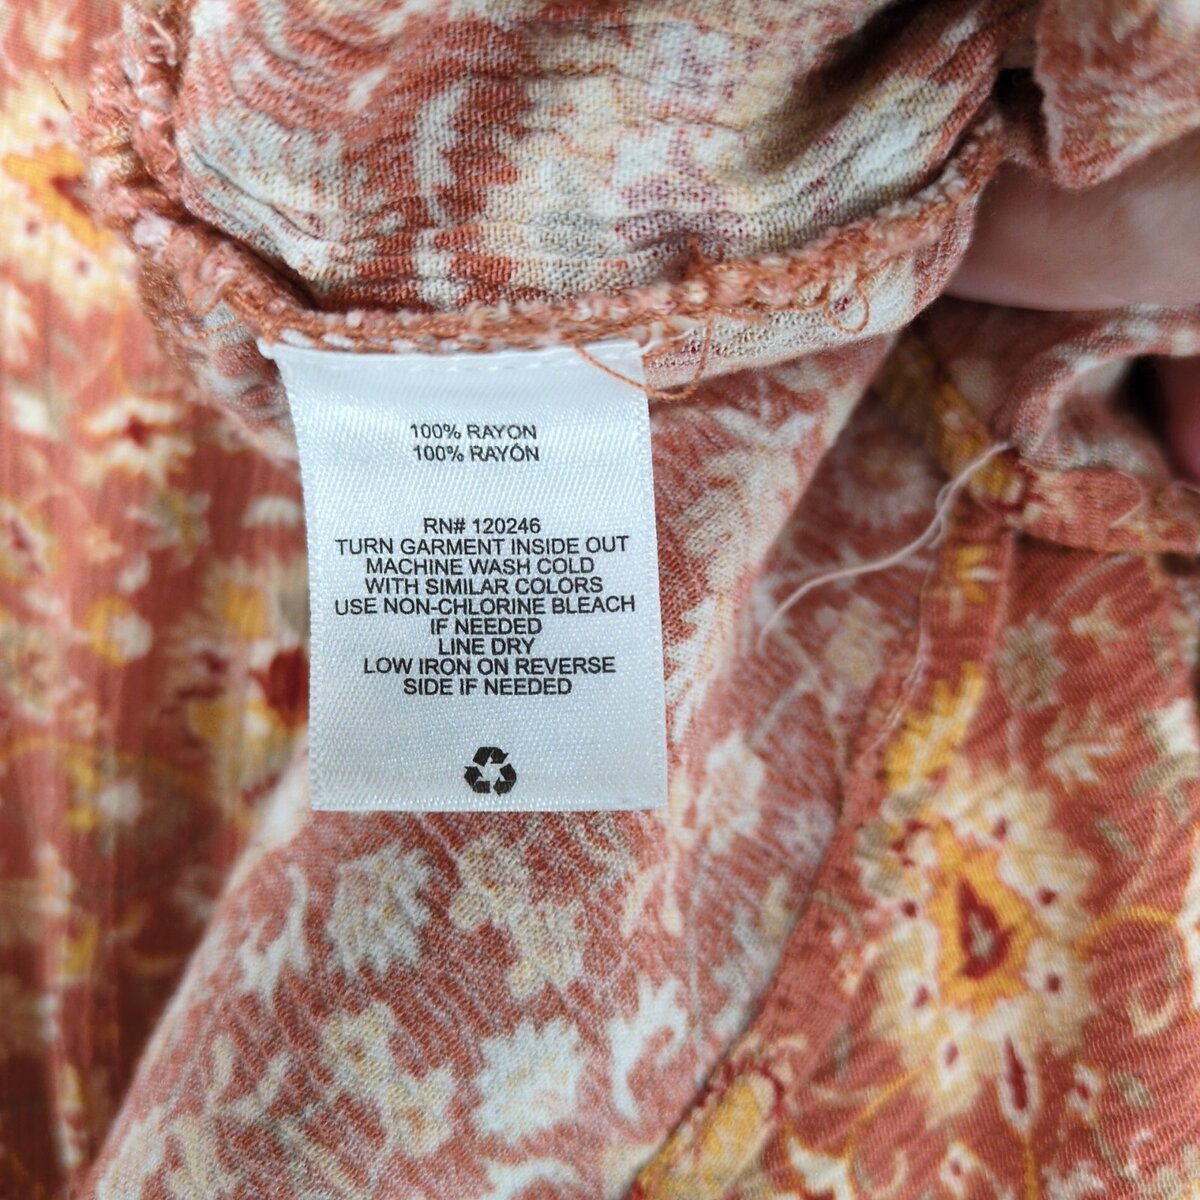 100% RAYON
100% RAYÓN
RN# 120246
TURN GARMENT INSIDE OUT
MACHINE WASH COLD
WITH SIMILAR COLORS
USE NON-CHLORINE BLEACH
IF NEEDED
LINE DRY
LOW IRON ON REVERSE
SIDE IF NEEDED